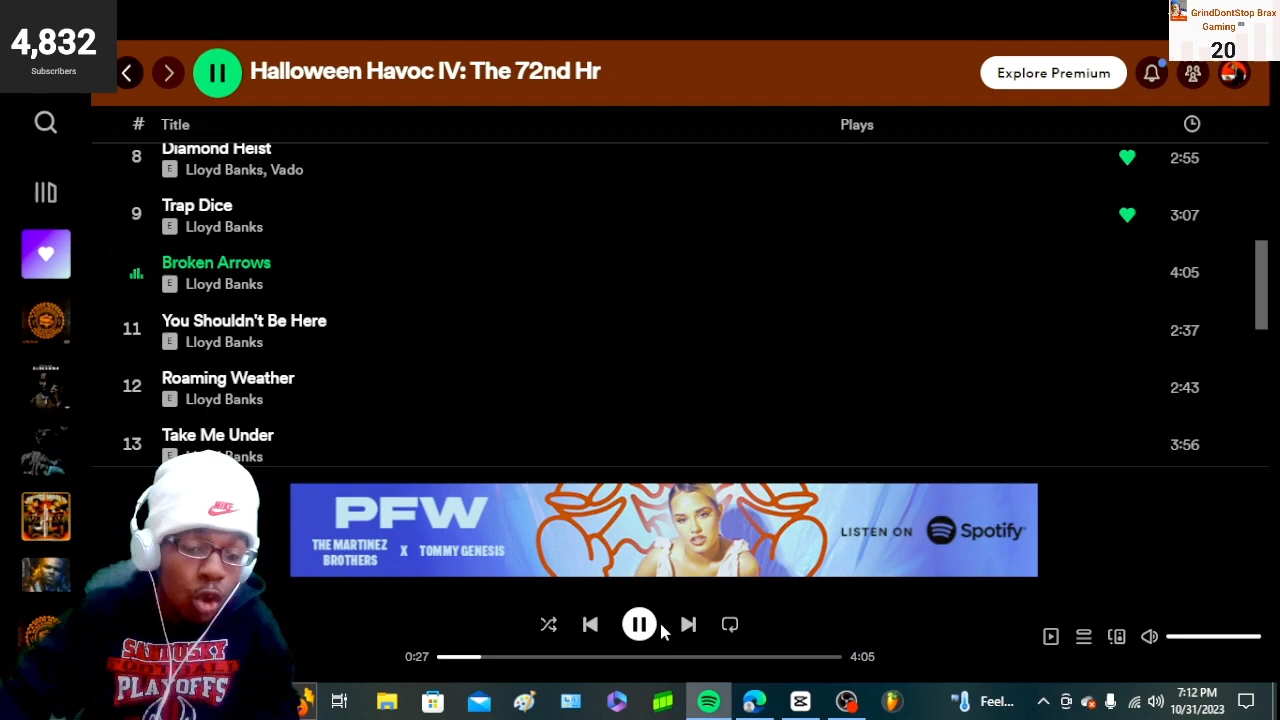 4,832
Subscribers
GrindDontStop Brax
Gaming
20
Halloween Havoc IV: The 72nd Hr
Explore Premium
# Title Plays
8 Diamond Heist 2:55
E Lloyd Banks, Vado
9 Trap Dice 3:07
E Lloyd Banks
Broken Arrows 4:05
E Lloyd Banks
11 You Shouldn't Be Here 2:37
E Lloyd Banks
12 Roaming Weather 2:43
E Lloyd Banks
13 Take Me Under 3:56
E Banks
PFW
THE MARTINEZ BROTHERS X TOMMY GENESIS
LISTEN ON Spotify
NIKE
SANDUSKY
FOOTBALL
PLAYOFFS
0:27 4:05
Feel...
7:12 PM
10/31/2023